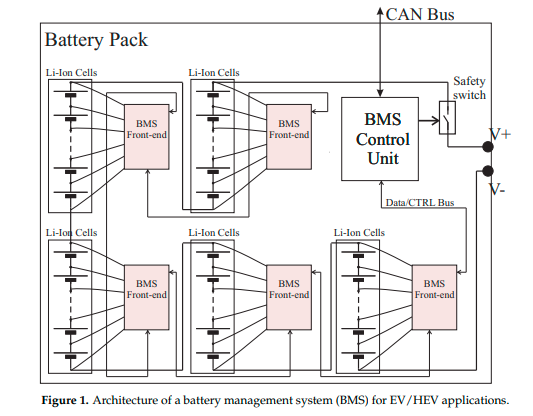 CAN Bus
Battery Pack
Li-Ion Cells
Li-Ion Cells
Safety
switch
BMS
Front-end
BMS
Front-end
BMS
Control
Unit
V+
V-
Data/CTRL Bus
Li-Ion Cells
Li-Ion Cells
Li-Ion Cells
BMS
Front-end
BMS
Front-end
BMS
Front-end
Figure 1. Architecture of a battery management system (BMS) for EV/HEV applications.